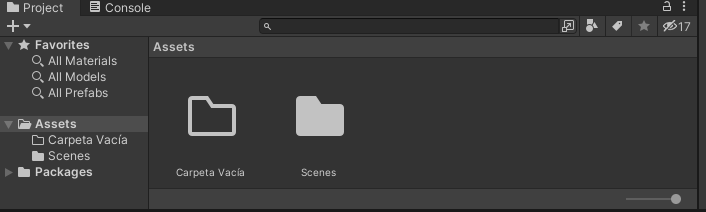 Project
Console
17
Favorites
All Materials
All Models
All Prefabs
Assets
Carpeta Vacía
Scenes
Packages
Assets
Carpeta Vacía
Scenes